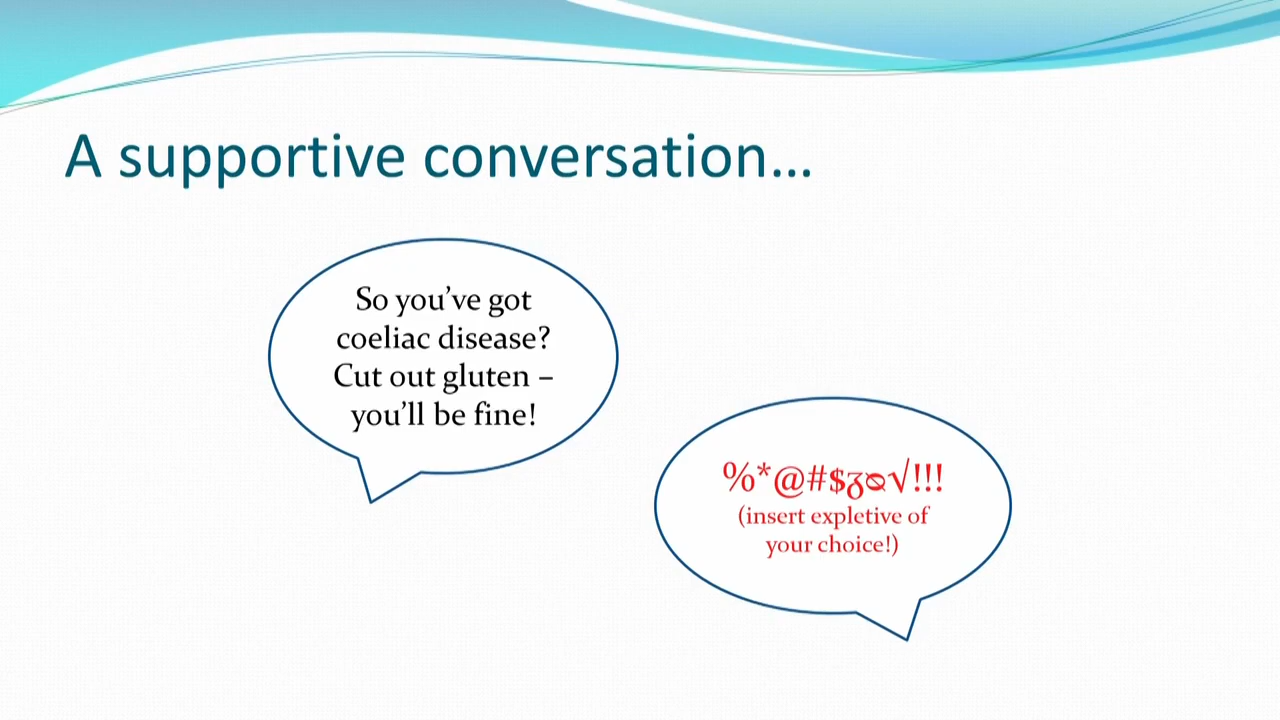 A supportive conversation...
So you've got
coeliac disease?
Cut out gluten –
you'll be fine!
%*@#$ʒᴓ√!!!
(insert expletive of
your choice!)